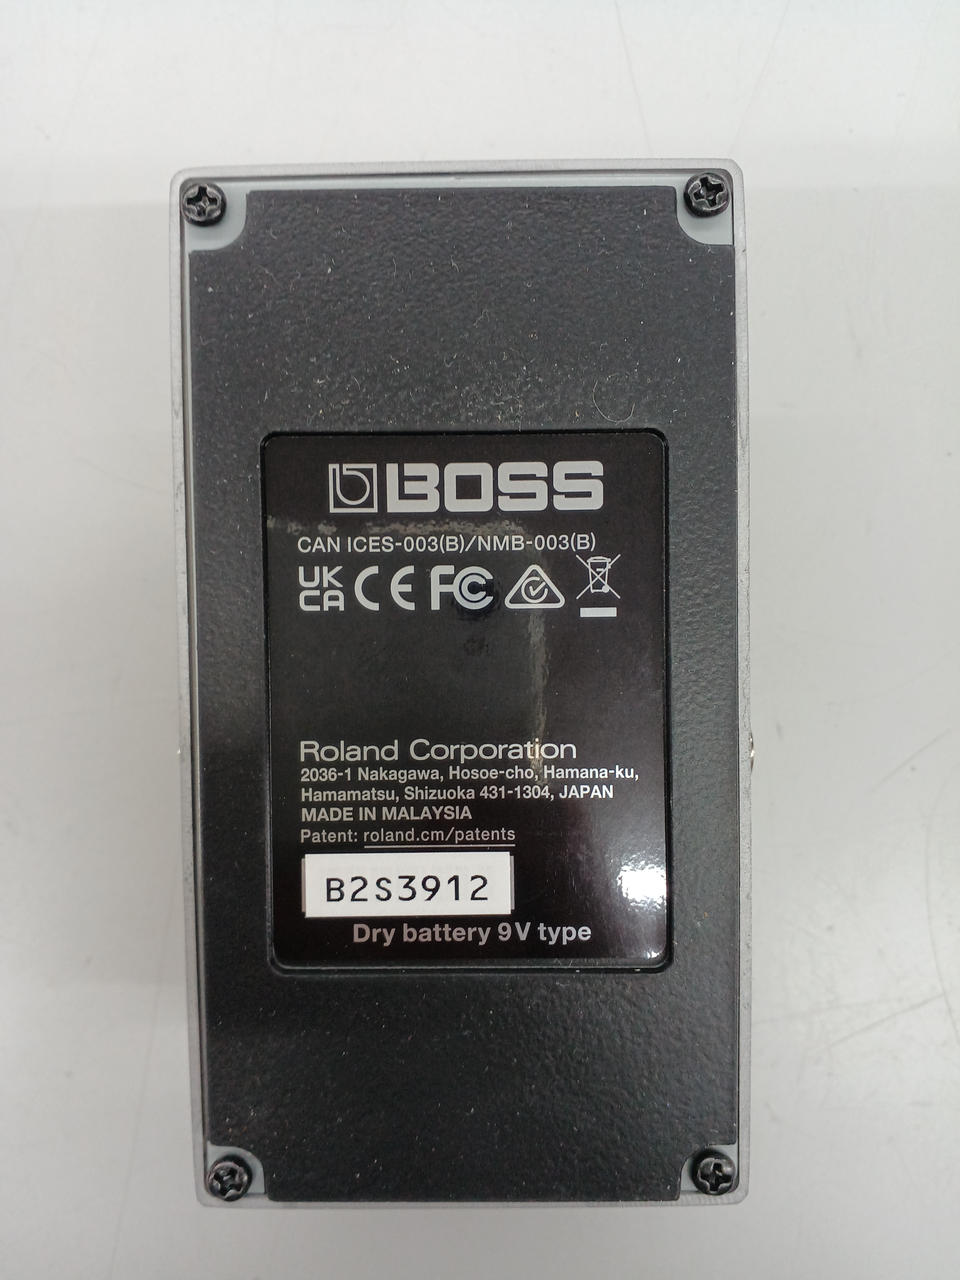 BOSS
CAN ICES-003(B)/NMB-003(B)
UK CA CE FC
Roland Corporation
2036-1 Nakagawa, Hosoe-cho, Hamana-ku,
Hamamatsu, Shizuoka 431-1304, JAPAN
MADE IN MALAYSIA
Patent: roland.cm/patents
B2S3912
Dry battery 9V type